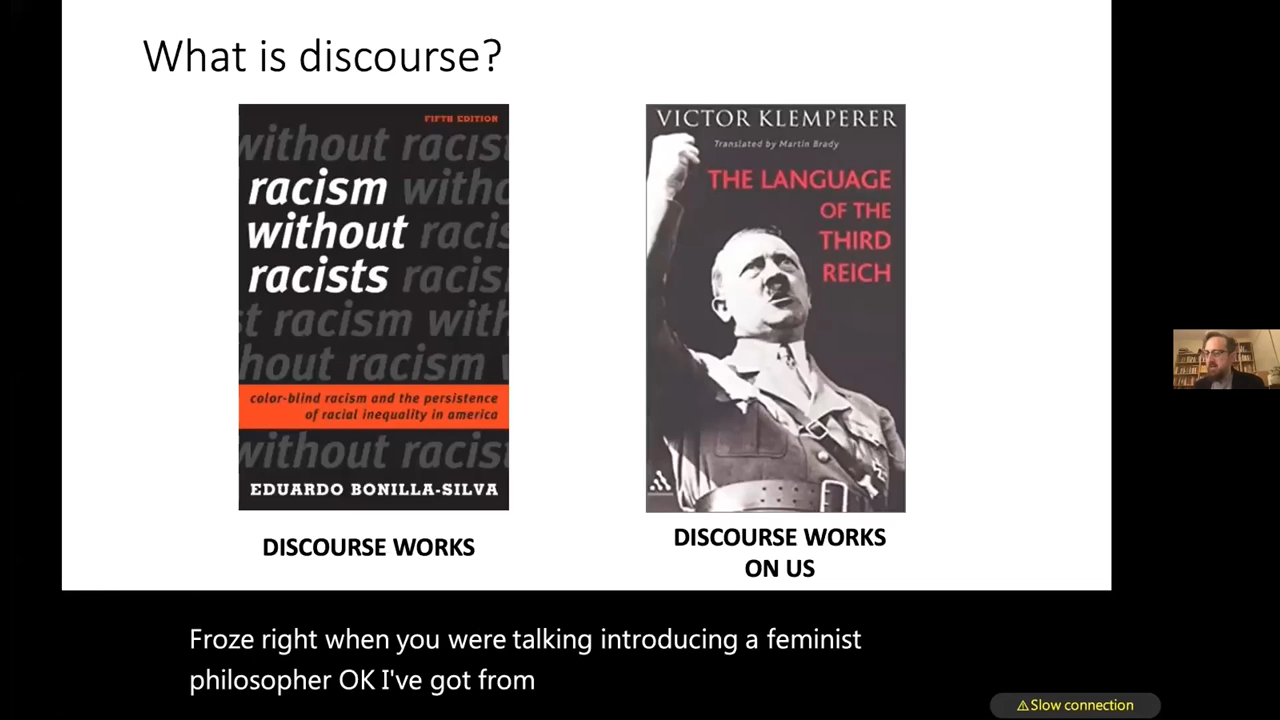 What is discourse?
FIFTH EDITION
without racist
racism witho
without racis
racists racis
st racism with
hout racism
color-blind racism and the persistence
of racial inequality in america
without racist
EDUARDO BONILLA-SILVA
DISCOURSE WORKS
VICTOR KLEMPERER
Translated by Martin Brady
THE LANGUAGE
OF THE
THIRD
REICH
DISCOURSE WORKS
ON US
Froze right when you were talking introducing a feminist
philosopher OK I've got from
⚠Slow connection